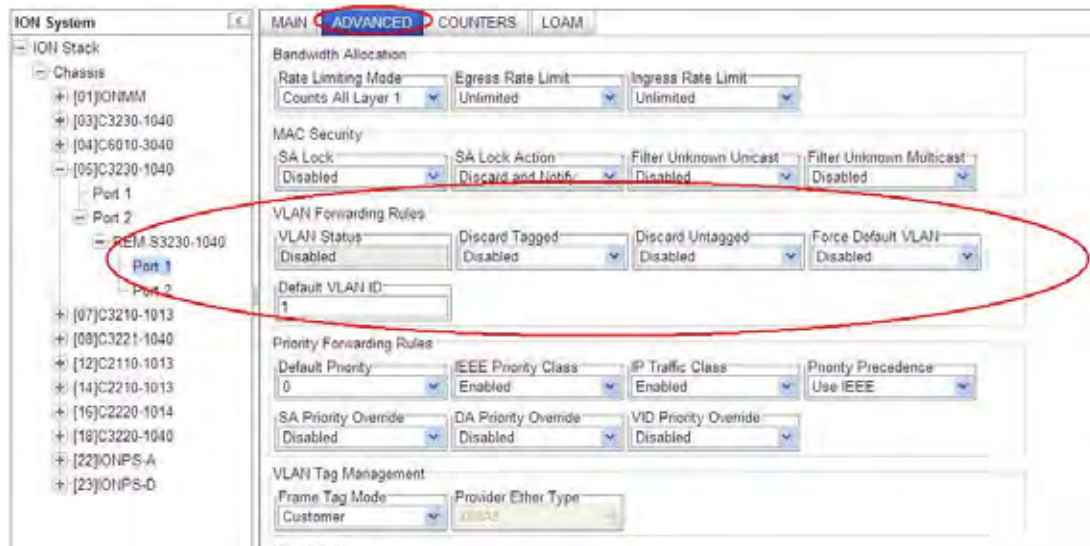 ION System
ION Stack
Chassis
[01]IONMM
[03]C3230-1040
[04]C6010-3040
[05]C3230-1040
Port 1
Port 2
REM:S3230-1040
Port 1
Port 2
[07]C3210-1013
[08]C3221-1040
[12]C2110-1013
[14]C2210-1013
[16]C2220-1014
[18]C3220-1040
[22]IONPS-A
[23]IONPS-D
MAIN ADVANCED COUNTERS LOAM
Bandwidth Allocation
Rate Limiting Mode Egress Rate Limit Ingress Rate Limit
Counts All Layer 1 Unlimited Unlimited
MAC Security
SA Lock SA Lock Action Filter Unknown Unicast Filter Unknown Multicast
Disabled Discard and Notify Disabled Disabled
VLAN Forwarding Rules
VLAN Status Discard Tagged Discard Untagged Force Default VLAN
Disabled Disabled Disabled Disabled
Default VLAN ID
1
Priority Forwarding Rules
Default Priority IEEE Priority Class IP Traffic Class Priority Precedence
0 Enabled Enabled Use IEEE
SA Priority Override DA Priority Override VID Priority Override
Disabled Disabled Disabled
VLAN Tag Management
Frame Tag Mode Provider Ether Type
Customer